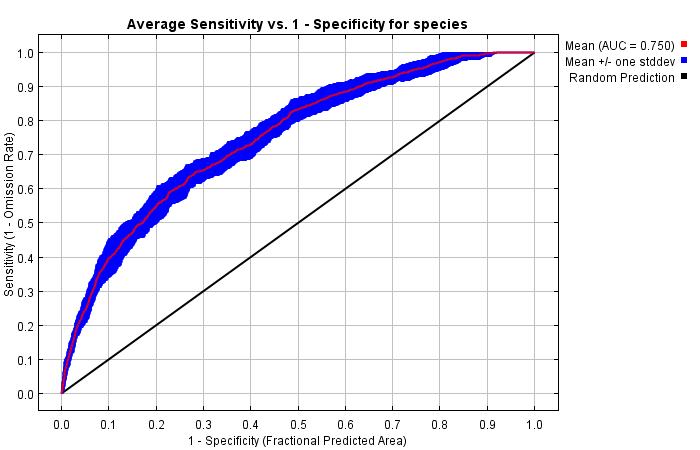 Average Sensitivity vs. 1 - Specificity for species
Mean (AUC = 0.750)
Mean +/- one stddev
Random Prediction
Sensitivity (1 - Omission Rate)
1.0
0.9
0.8
0.7
0.6
0.5
0.4
0.3
0.2
0.1
0.0
0.0 0.1 0.2 0.3 0.4 0.5 0.6 0.7 0.8 0.9 1.0
1 - Specificity (Fractional Predicted Area)